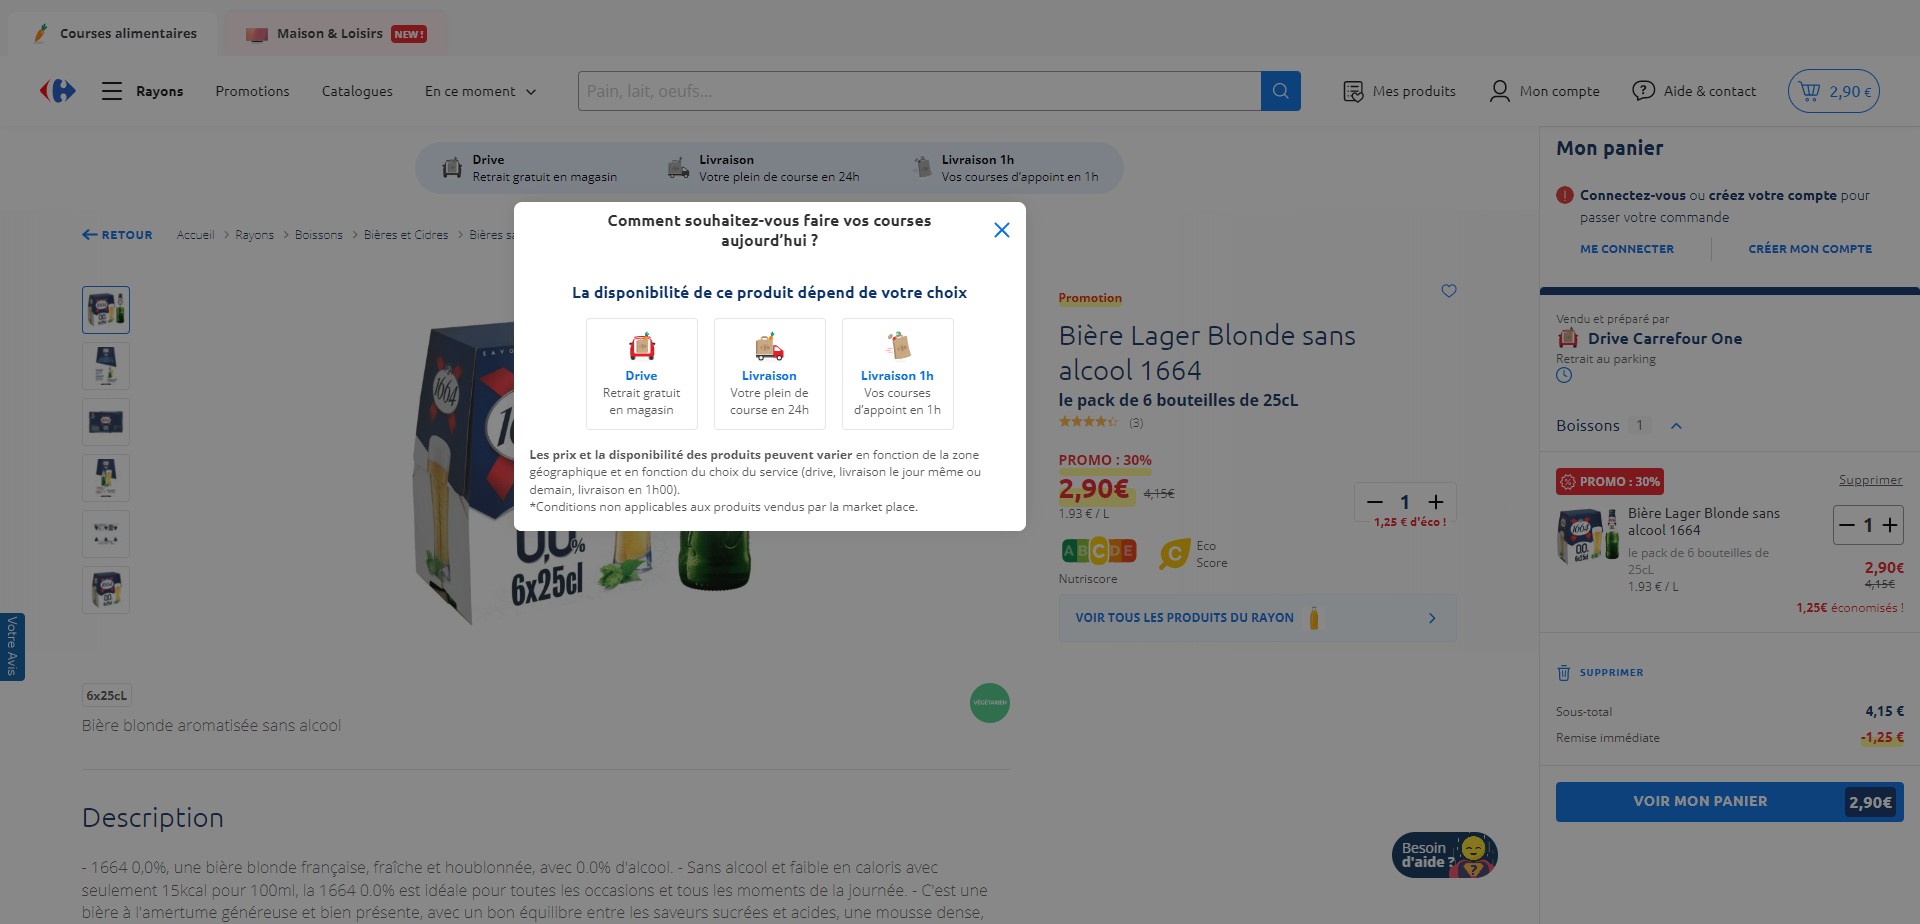 Courses alimentaires
Maison & Loisirs NEW !
Rayons
Promotions
Catalogues
En ce moment
Pain, lait, oeufs...
Mes produits
Mon compte
Aide & contact
2,90 €
Drive
Retrait gratuit en magasin
Livraison
Votre plein de course en 24h
Livraison 1h
Vos courses d'appoint en 1h
RETOUR
Accueil > Rayons > Boissons > Bières et Cidres > Bières sa
Comment souhaitez-vous faire vos courses
aujourd'hui ?
La disponibilité de ce produit dépend de votre choix
Drive
Retrait gratuit
en magasin
Livraison
Votre plein de
course en 24h
Livraison 1h
Vos courses
d'appoint en 1h
Les prix et la disponibilité des produits peuvent varier en fonction de la zone
géographique et en fonction du choix du service (drive, livraison le jour même ou
demain, livraison en 1h00).
*Conditions non applicables aux produits vendus par la market place.
1664
0,0%
6x25cl
Promotion
Bière Lager Blonde sans
alcool 1664
le pack de 6 bouteilles de 25cL
(3)
PROMO : 30%
2,90€ 4,15€
1.93 € / L
1
1,25 € d'éco !
A B C D E
Nutriscore
C
Eco
Score
VOIR TOUS LES PRODUITS DU RAYON
Votre Avis
6x25cL
VÉGÉTARIEN
Bière blonde aromatisée sans alcool
Description
- 1664 0,0%, une bière blonde française, fraîche et houblonnée, avec 0.0% d'alcool. - Sans alcool et faible en caloris avec
seulement 15kcal pour 100ml, la 1664 0.0% est idéale pour toutes les occasions et tous les moments de la journée. - C'est une
bière à l'amertume généreuse et bien présente, avec un bon équilibre entre les saveurs sucrées et acides, une mousse dense,
Mon panier
Connectez-vous ou créez votre compte pour
passer votre commande
ME CONNECTER
CRÉER MON COMPTE
Vendu et préparé par
Drive Carrefour One
Retrait au parking
Boissons 1
PROMO : 30%
Supprimer
Bière Lager Blonde sans
alcool 1664
le pack de 6 bouteilles de
25cL
1.93 € / L
1
2,90€
4,15€
1,25€ économisés !
SUPPRIMER
Sous-total 4,15 €
Remise immédiate -1,25 €
VOIR MON PANIER 2,90€
Besoin
d'aide ?